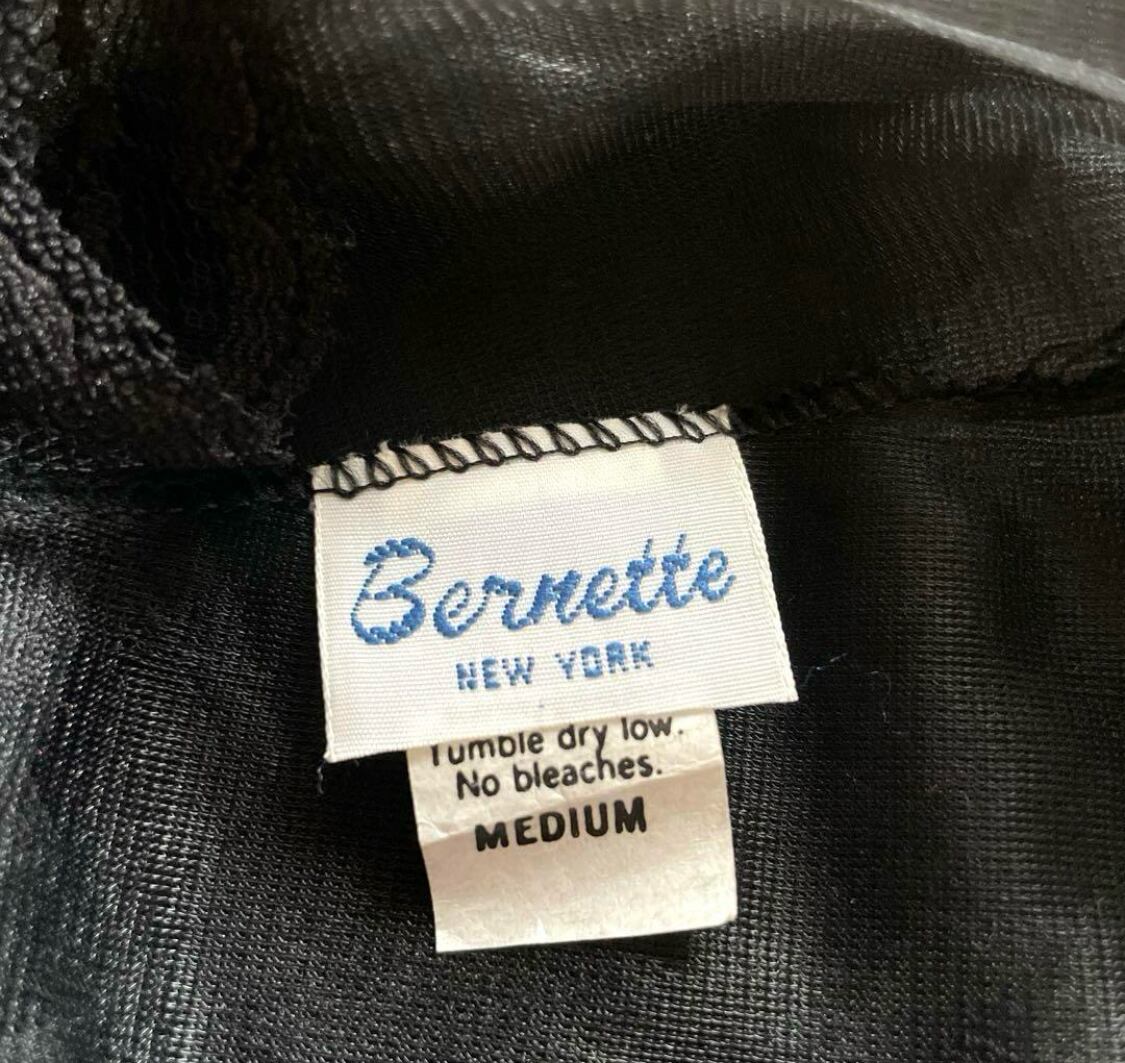 Bernette
NEW YORK
Tumble dry low.
No bleaches.
MEDIUM